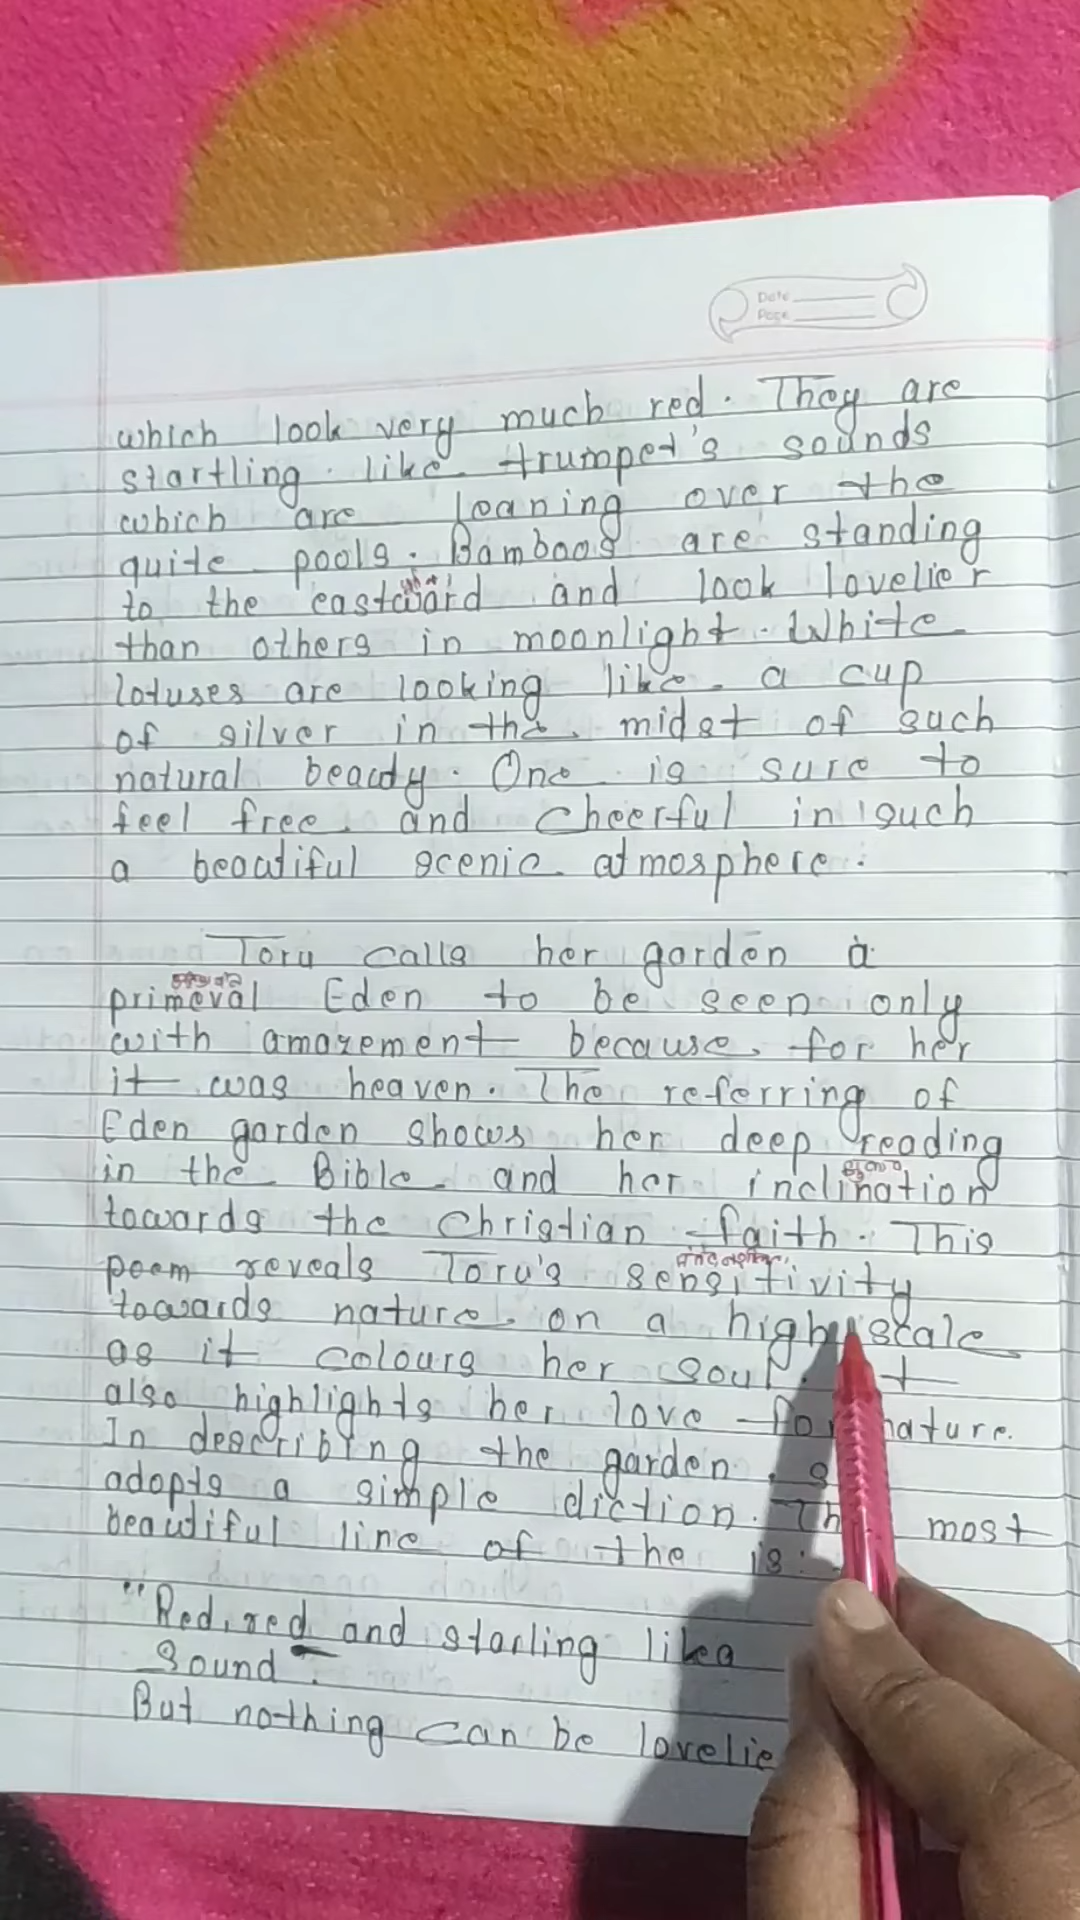 Date
Page
which look very much red. They are
startling like trumpet's sounds
which are leaning over the
quite pools. Bamboos are standing
to the eastward and look lovelier
than others in moonlight. White
lotuses are looking like a cup
of silver in the midst of such
natural beauty. One is sure to
feel free and cheerful in such
a beautiful scenic atmosphere.
Toru calls her garden a
primeval Eden to be seen only
with amazement because for her
it was heaven. The referring of
Eden garden shows her deep reading
in the Bible and her inclination
towards the Christian faith. This
poem reveals Toru's sensitivity
towards nature on a high scale
as it colours her soul.
also highlights her love for nature.
In describing the garden,
adopts a simple diction. The most
beautiful line of the is:
"Red, red and starling like a
sound
But nothing can be